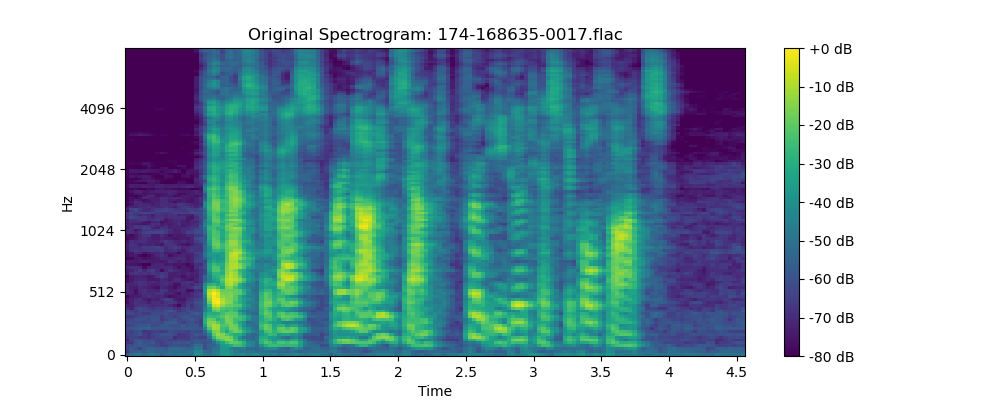 Original Spectrogram: 174-168635-0017.flac
Hz
4096
2048
1024
512
0
0
0.5
1
1.5
2
2.5
3
3.5
4
4.5
Time
+0 dB
-10 dB
-20 dB
-30 dB
-40 dB
-50 dB
-60 dB
-70 dB
-80 dB